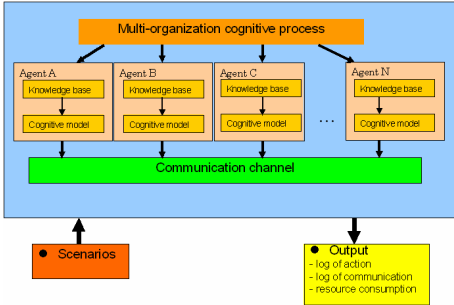 Multi-organization cognitive process
Agent A
Agent B
Agent C
Agent N
Knowledge base
Knowledge base
Knowledge base
Knowledge base
Cognitive model
Cognitive model
Cognitive model
...
Cognitive model
Communication channel
● Scenarios
● Output
- log of action
- log of communication
- resource consumption